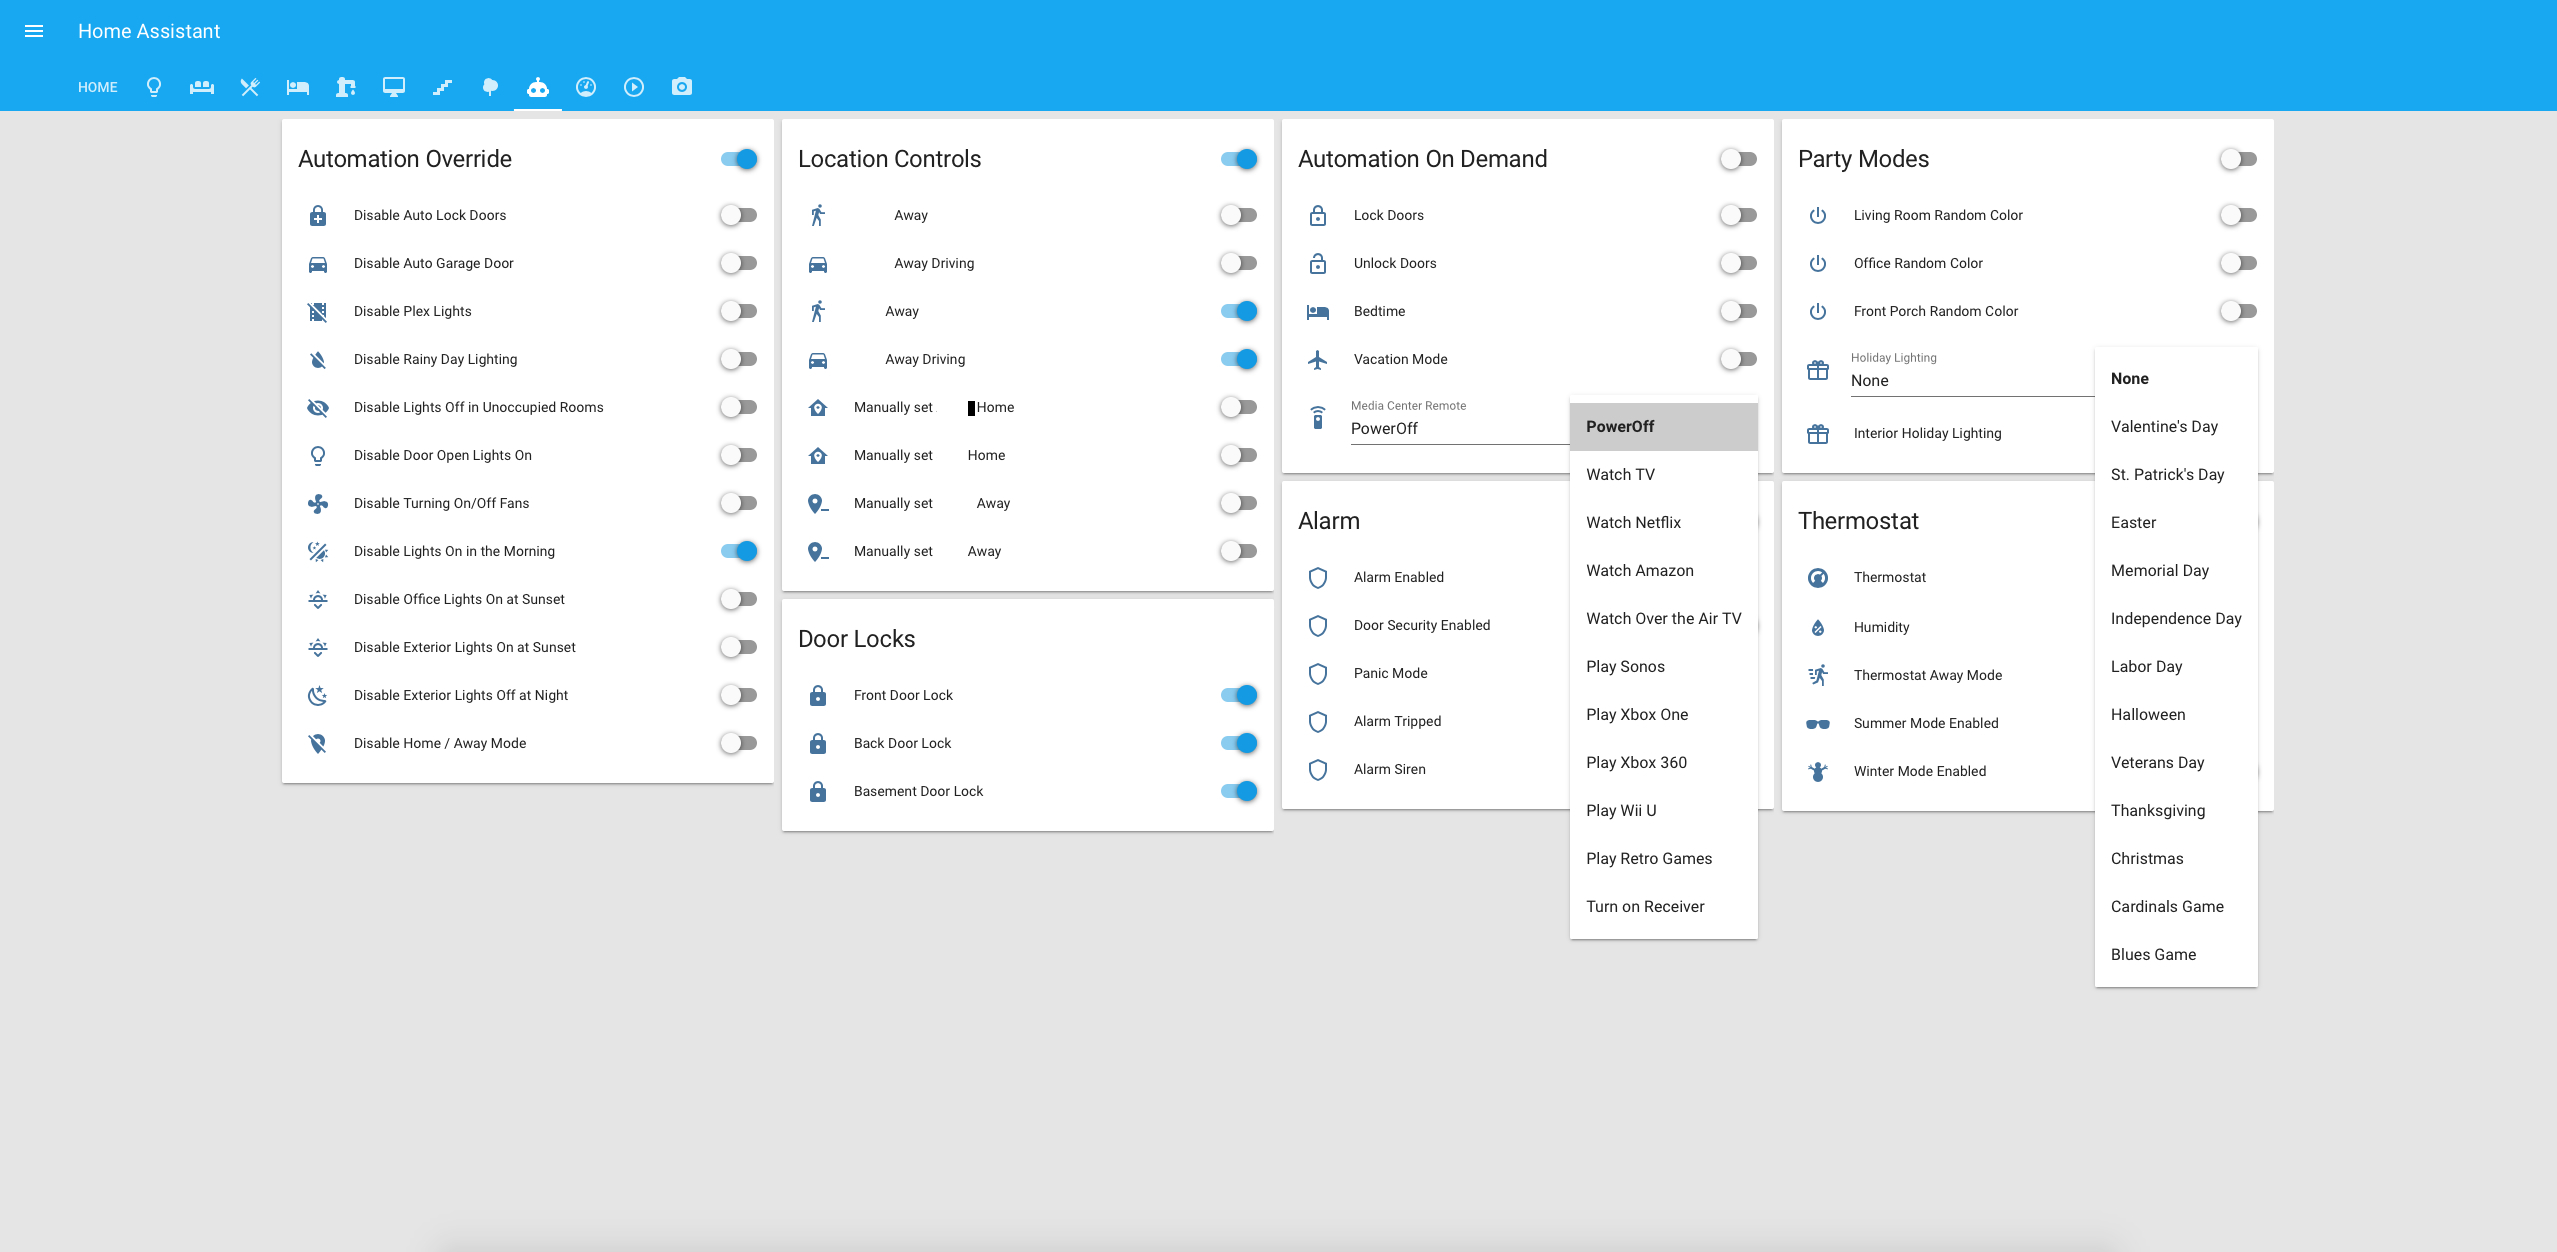 Home Assistant
HOME
Automation Override
Disable Auto Lock Doors
Disable Auto Garage Door
Disable Plex Lights
Disable Rainy Day Lighting
Disable Lights Off in Unoccupied Rooms
Disable Door Open Lights On
Disable Turning On/Off Fans
Disable Lights On in the Morning
Disable Office Lights On at Sunset
Disable Exterior Lights On at Sunset
Disable Exterior Lights Off at Night
Disable Home / Away Mode
Location Controls
Away
Away Driving
Away
Away Driving
Manually set Home
Manually set Home
Manually set Away
Manually set Away
Door Locks
Front Door Lock
Back Door Lock
Basement Door Lock
Automation On Demand
Lock Doors
Unlock Doors
Bedtime
Vacation Mode
Media Center Remote
PowerOff
PowerOff
Watch TV
Watch Netflix
Watch Amazon
Watch Over the Air TV
Play Sonos
Play Xbox One
Play Xbox 360
Play Wii U
Play Retro Games
Turn on Receiver
Alarm
Alarm Enabled
Door Security Enabled
Panic Mode
Alarm Tripped
Alarm Siren
Party Modes
Living Room Random Color
Office Random Color
Front Porch Random Color
Holiday Lighting
None
Interior Holiday Lighting
None
Valentine's Day
St. Patrick's Day
Easter
Memorial Day
Independence Day
Labor Day
Halloween
Veterans Day
Thanksgiving
Christmas
Cardinals Game
Blues Game
Thermostat
Thermostat
Humidity
Thermostat Away Mode
Summer Mode Enabled
Winter Mode Enabled